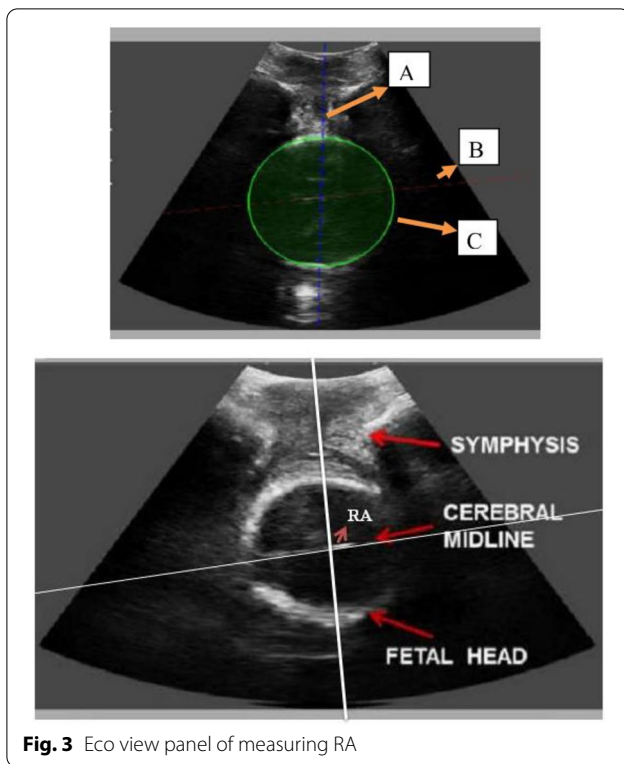 A
B
C
SYMPHYSIS
RA
CEREBRAL
MIDLINE
FETAL HEAD
Fig. 3 Eco view panel of measuring RA